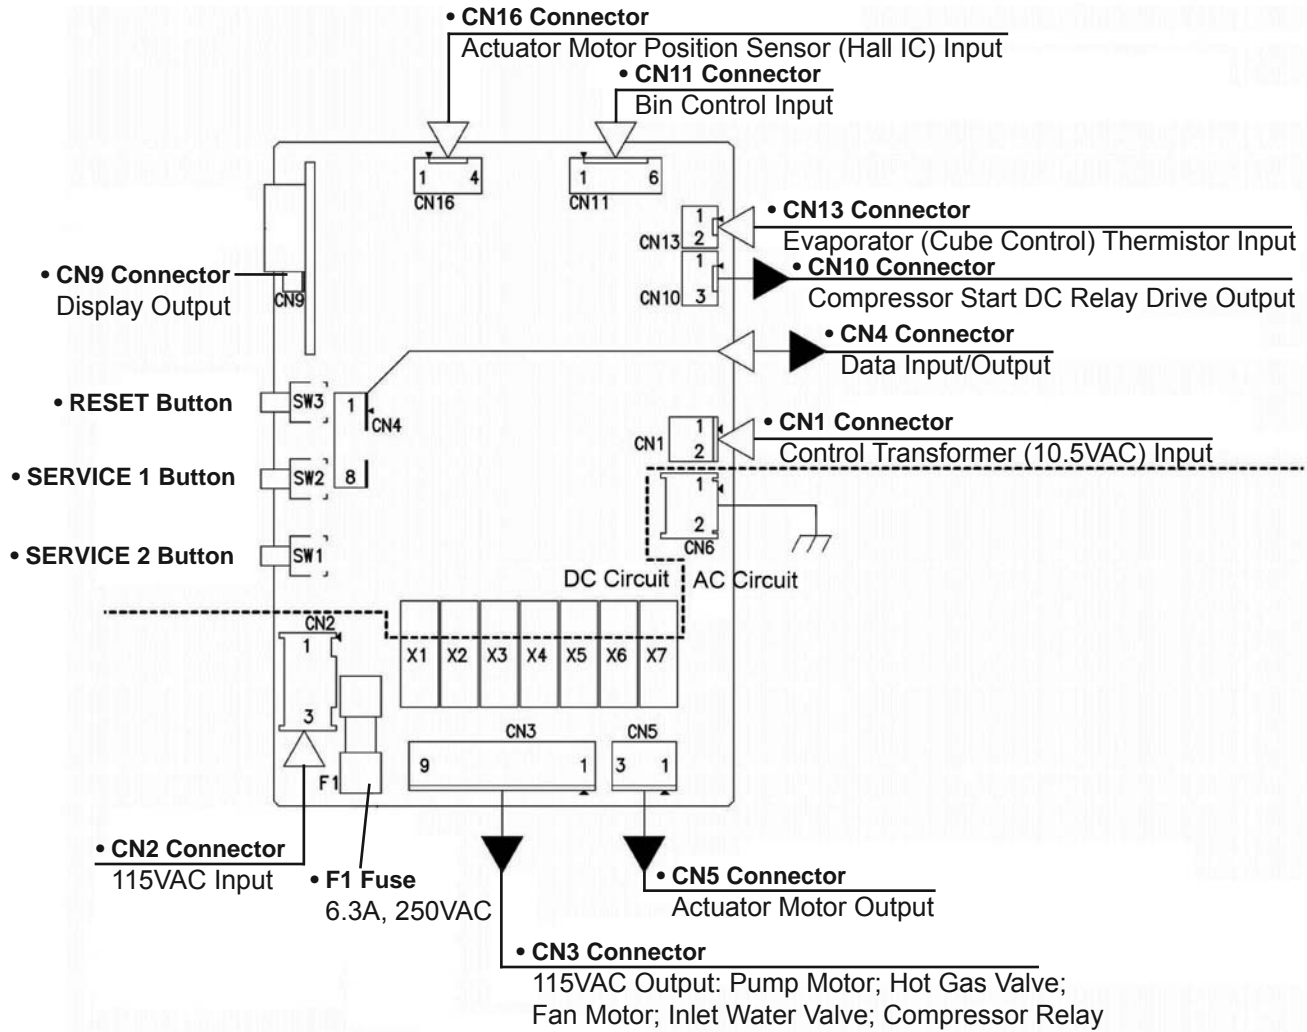 • CN16 Connector
Actuator Motor Position Sensor (Hall IC) Input
• CN11 Connector
Bin Control Input
1 4
CN16
1 6
CN11
• CN13 Connector
Evaporator (Cube Control) Thermistor Input
1
CN13 2
• CN10 Connector
Compressor Start DC Relay Drive Output
1
CN10 3
• CN9 Connector
Display Output
CN9
• CN4 Connector
Data Input/Output
• RESET Button
SW3
1
CN4
8
• CN1 Connector
Control Transformer (10.5VAC) Input
CN1
1
2
• SERVICE 1 Button
SW2
1
2
CN6
• SERVICE 2 Button
SW1
DC Circuit AC Circuit
CN2
1
3
X1 X2 X3 X4 X5 X6 X7
CN3 CN5
9 1 3 1
F1
• CN2 Connector
115VAC Input
• F1 Fuse
6.3A, 250VAC
• CN5 Connector
Actuator Motor Output
• CN3 Connector
115VAC Output: Pump Motor; Hot Gas Valve;
Fan Motor; Inlet Water Valve; Compressor Relay